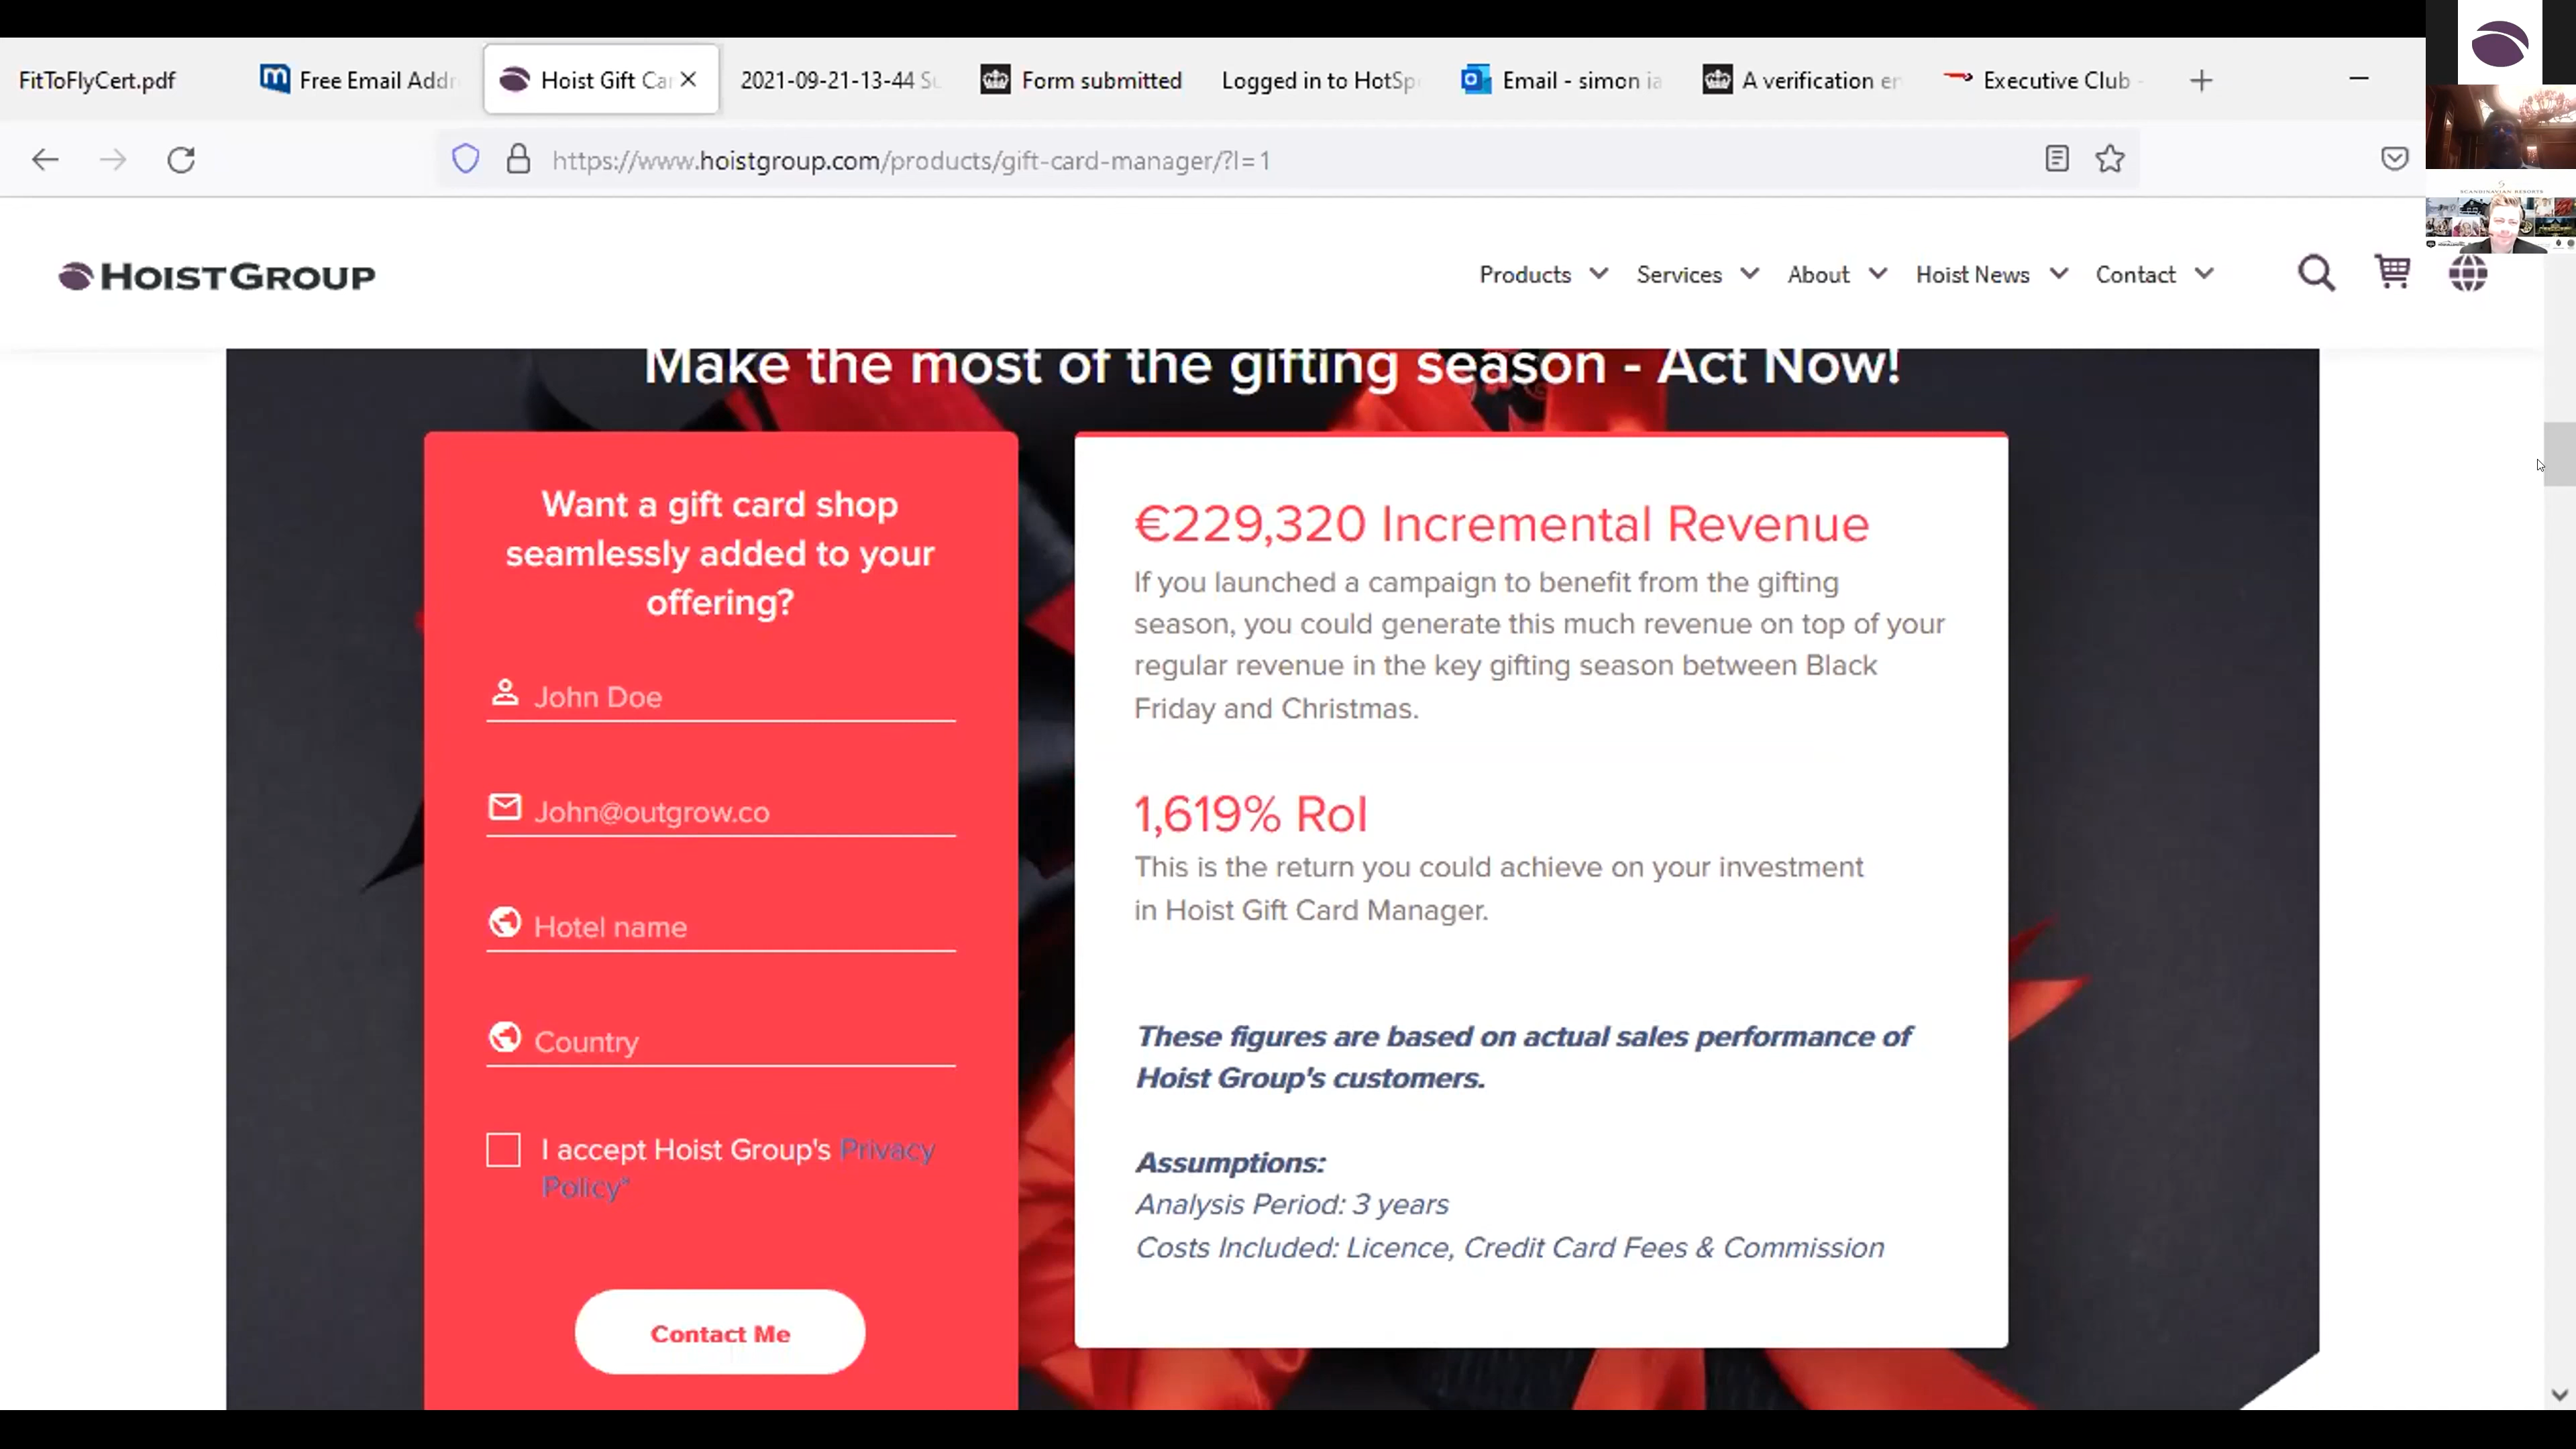 FitToFlyCert.pdf
Free Email Addr
Hoist Gift Car
2021-09-21-13-44 Su
Form submitted
Logged in to HotSp
Email - simon ia
A verification en
Executive Club -
https://www.hoistgroup.com/products/gift-card-manager/?l=1
SCANDINAVIAN RESORTS
HOIST GROUP
Products
Services
About
Hoist News
Contact
Make the most of the gifting season - Act Now!
Want a gift card shop
seamlessly added to your
offering?
John Doe
John@outgrow.co
Hotel name
Country
I accept Hoist Group's Privacy
Policy*
Contact Me
€229,320 Incremental Revenue
If you launched a campaign to benefit from the gifting
season, you could generate this much revenue on top of your
regular revenue in the key gifting season between Black
Friday and Christmas.
1,619% RoI
This is the return you could achieve on your investment
in Hoist Gift Card Manager.
These figures are based on actual sales performance of
Hoist Group's customers.
Assumptions:
Analysis Period: 3 years
Costs Included: Licence, Credit Card Fees & Commission